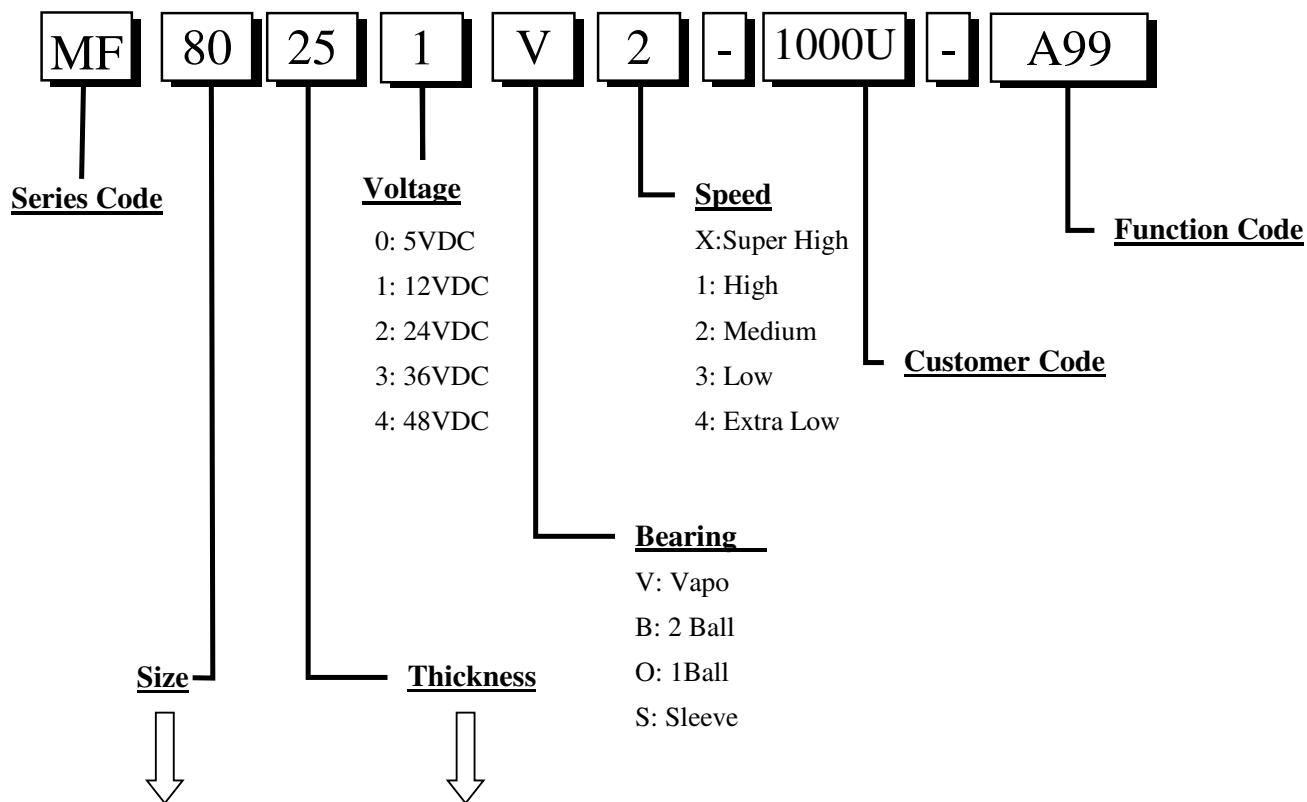 MF 80 25 1 V 2 - 1000U - A99
Series Code
Voltage
0: 5VDC
1: 12VDC
2: 24VDC
3: 36VDC
4: 48VDC
Speed
X:Super High
1: High
2: Medium
3: Low
4: Extra Low
Function Code
Customer Code
Bearing
V: Vapo
B: 2 Ball
O: 1Ball
S: Sleeve
Size
Thickness